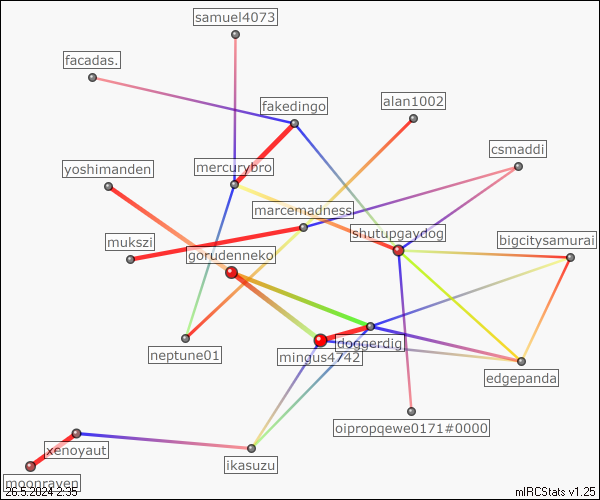 samuel4073
facadas.
fakedingo
alan1002
csmaddi
yoshimanden
mercurybro
marcemadness
shutupgaydog
mukszi
bigcitysamurai
gorudenneko
neptune01
mingus4742
doggerdig
edgepanda
oipropqewe0171#0000
xenoyaut
ikasuzu
moonraven
26.5.2024 2:35
mIRCStats v1.25